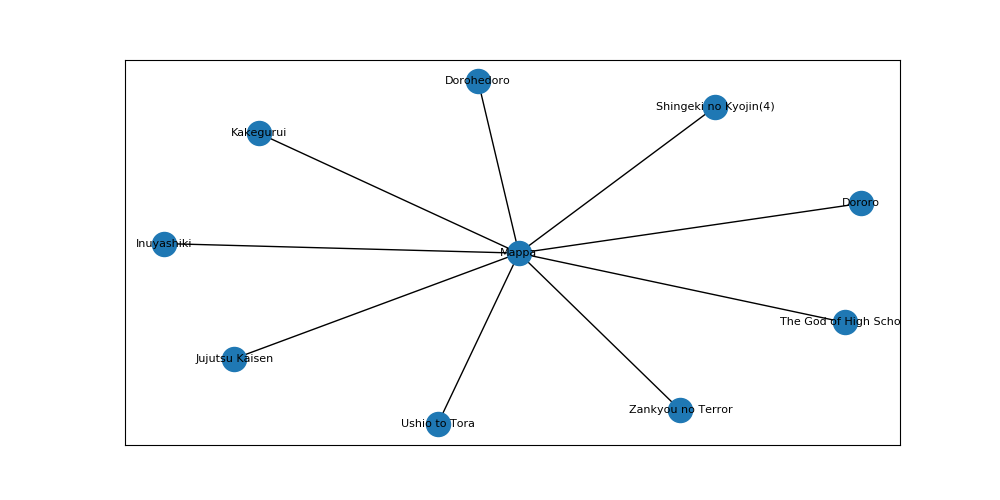 Dorohedoro
Shingeki no Kyojin(4)
Kakegurui
Dororo
Inuyashiki
Mappa
The God of High Scho
Jujutsu Kaisen
Zankyou no Terror
Ushio to Tora